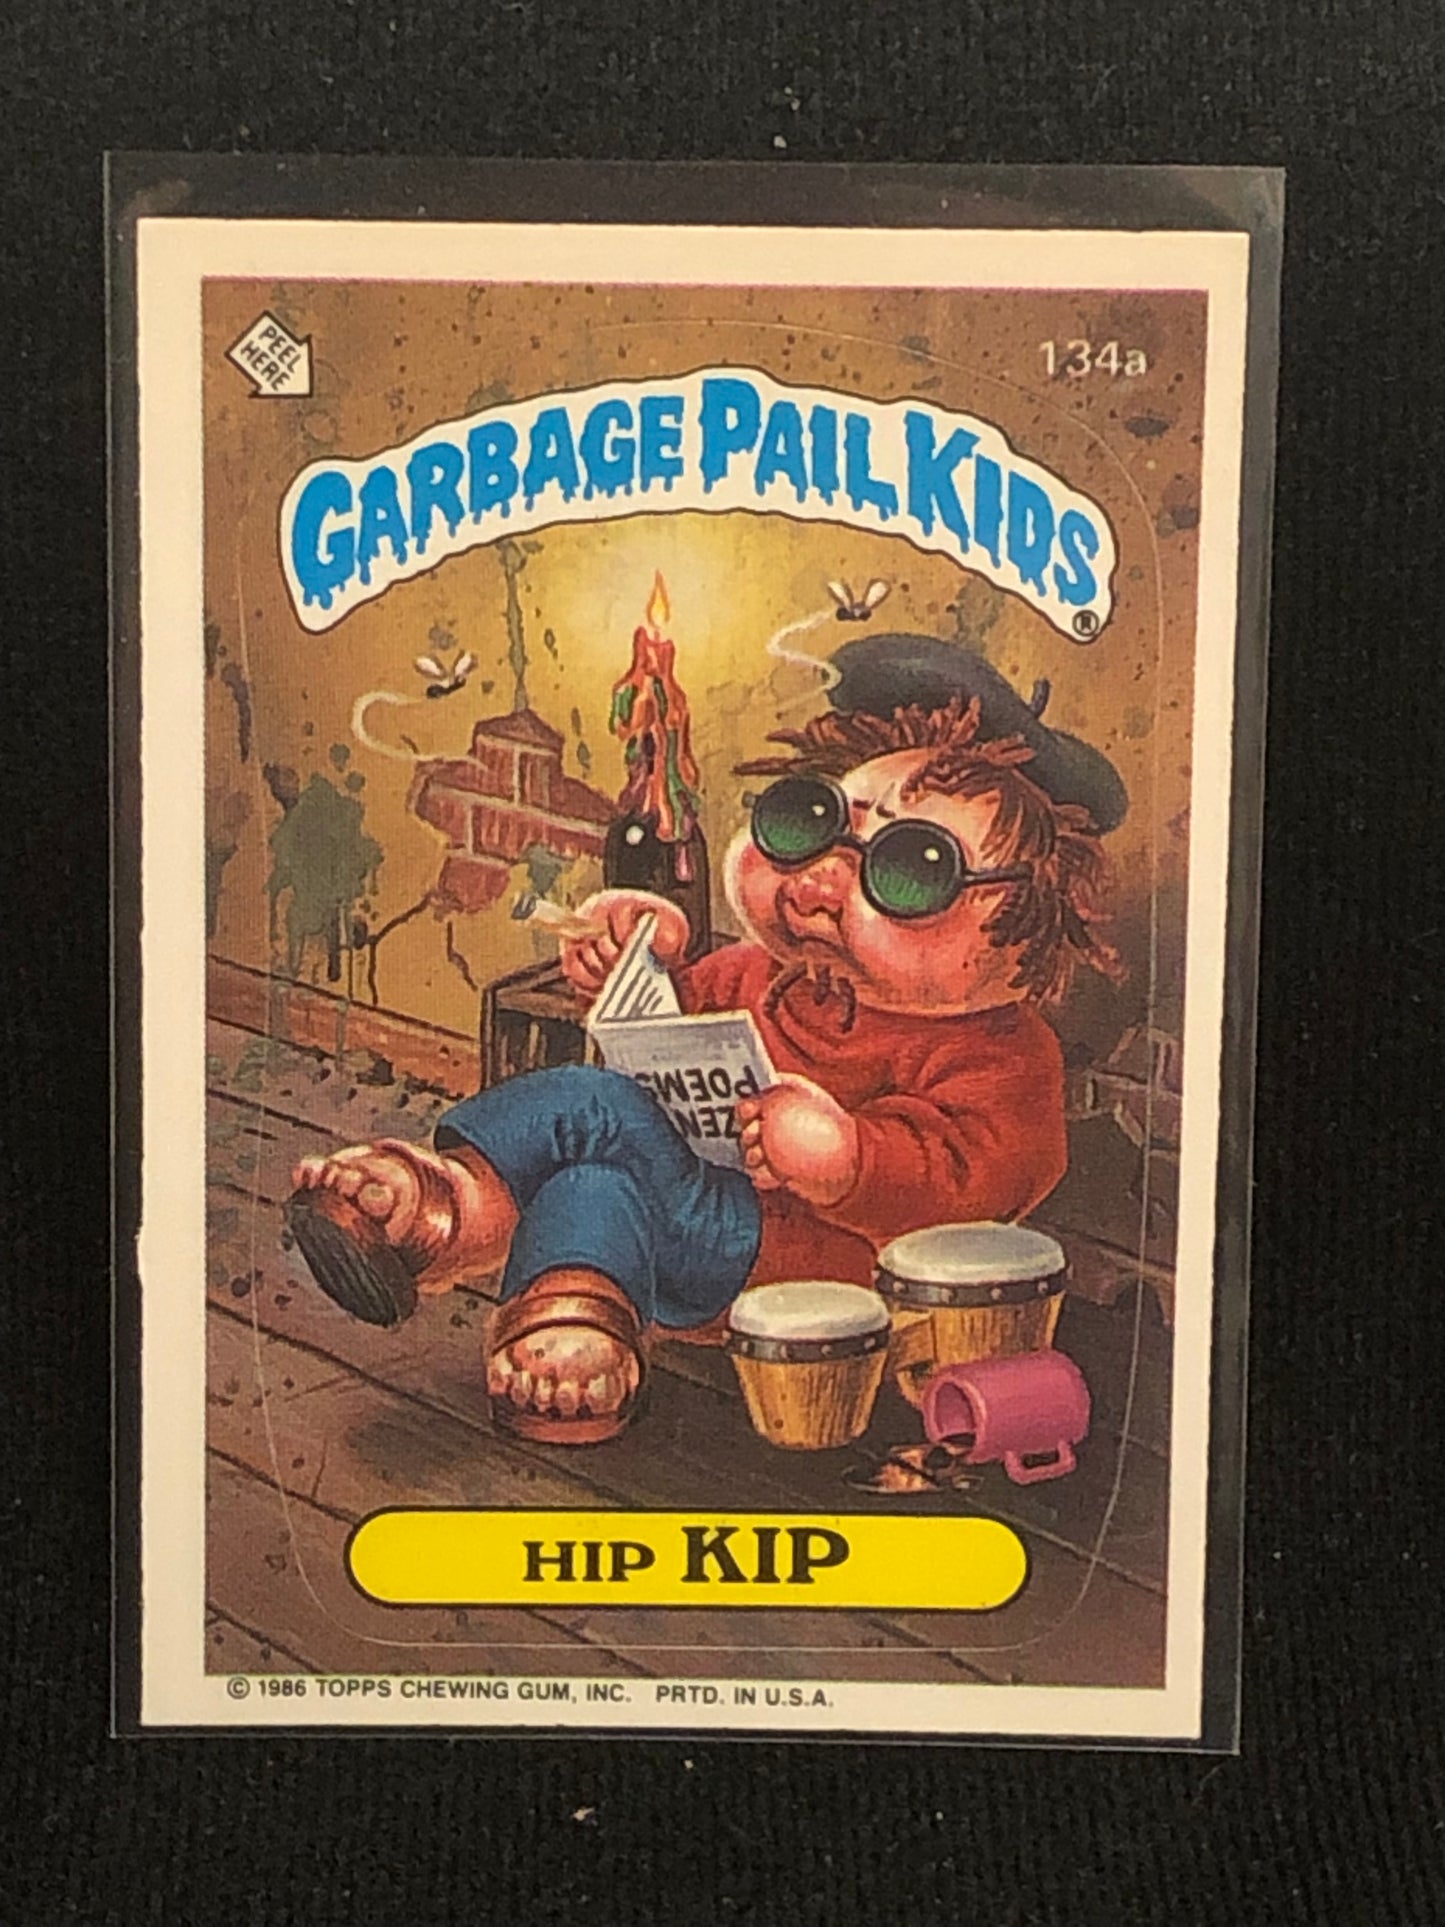 PEEL
HERE
134a
GARBAGE PAIL KIDS®
ZEN
POEMS
HIP KIP
© 1986 TOPPS CHEWING GUM, INC. PRTD. IN U.S.A.